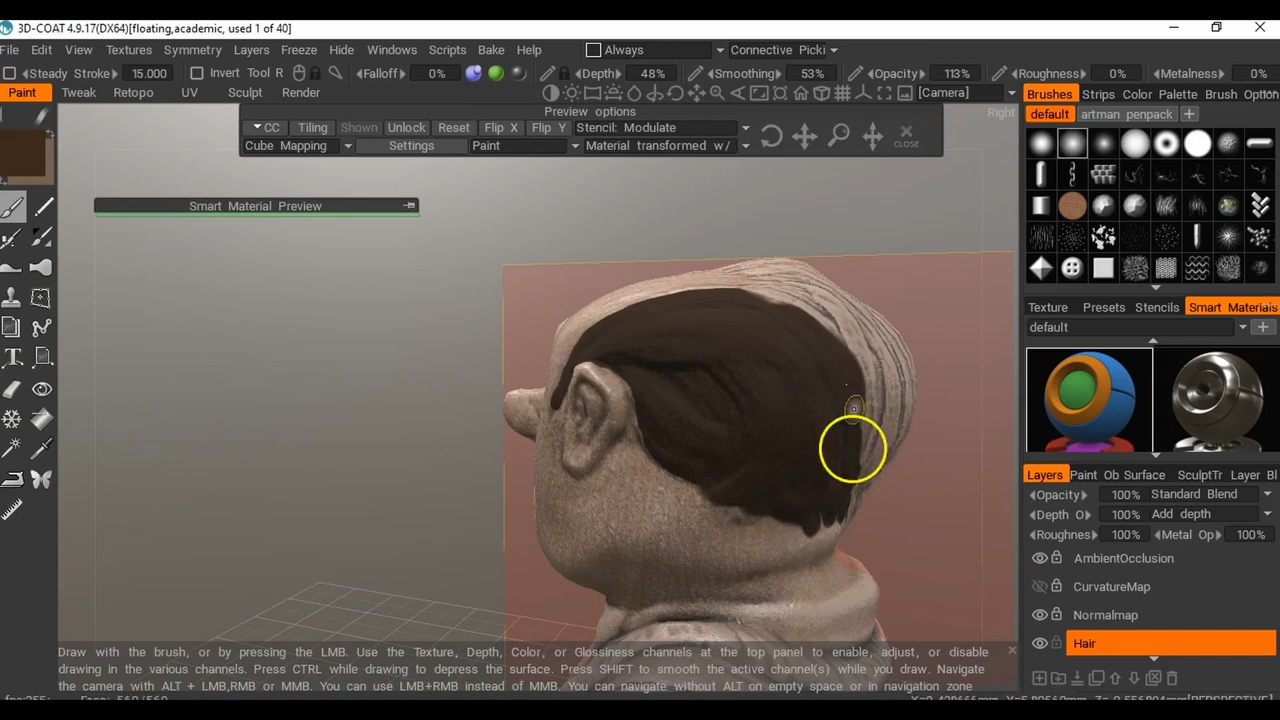 3D-COAT 4.9.17(DX64)[floating,academic, used 1 of 40]
File Edit View Textures Symmetry Layers Freeze Hide Windows Scripts Bake Help Always Connective Picki
Steady Stroke 15.000 Invert Tool R Falloff 0% Depth 48% Smoothing 53% Opacity 113% Roughness 0% Metalness 0%
Paint Tweak Retopo UV Sculpt Layers Render [Camera] Brushes Strips Color Palette Brush Option
Preview options Right
default artman penpack
CC Tiling Shown Unlock Reset Flip X Flip Y Stencil: Modulate
CLOSE
Cube Mapping Settings Paint Material transformed w/
Smart Material Preview
Texture Presets Stencils Smart Materials
default
Layers Paint Ob Surface SculptTr Layer Bl
Opacity 100% Standard Blend
Depth O 100% Add depth
Roughnes 100% Metal Op 100%
AmbientOcclusion
CurvatureMap
Normalmap
Hair
Draw with the brush, or by pressing the LMB. Use the Texture, Depth, Color, or Glossiness channels at the top panel to enable, adjust, or disable
drawing in the various channels. Press CTRL while drawing to depress the surface. Press SHIFT to smooth the active channel(s) while you draw. Navigate
the camera with ALT + LMB,RMB or MMB. You can use LMB+RMB instead of MMB. You can navigate without ALT on empty space or in navigation zone